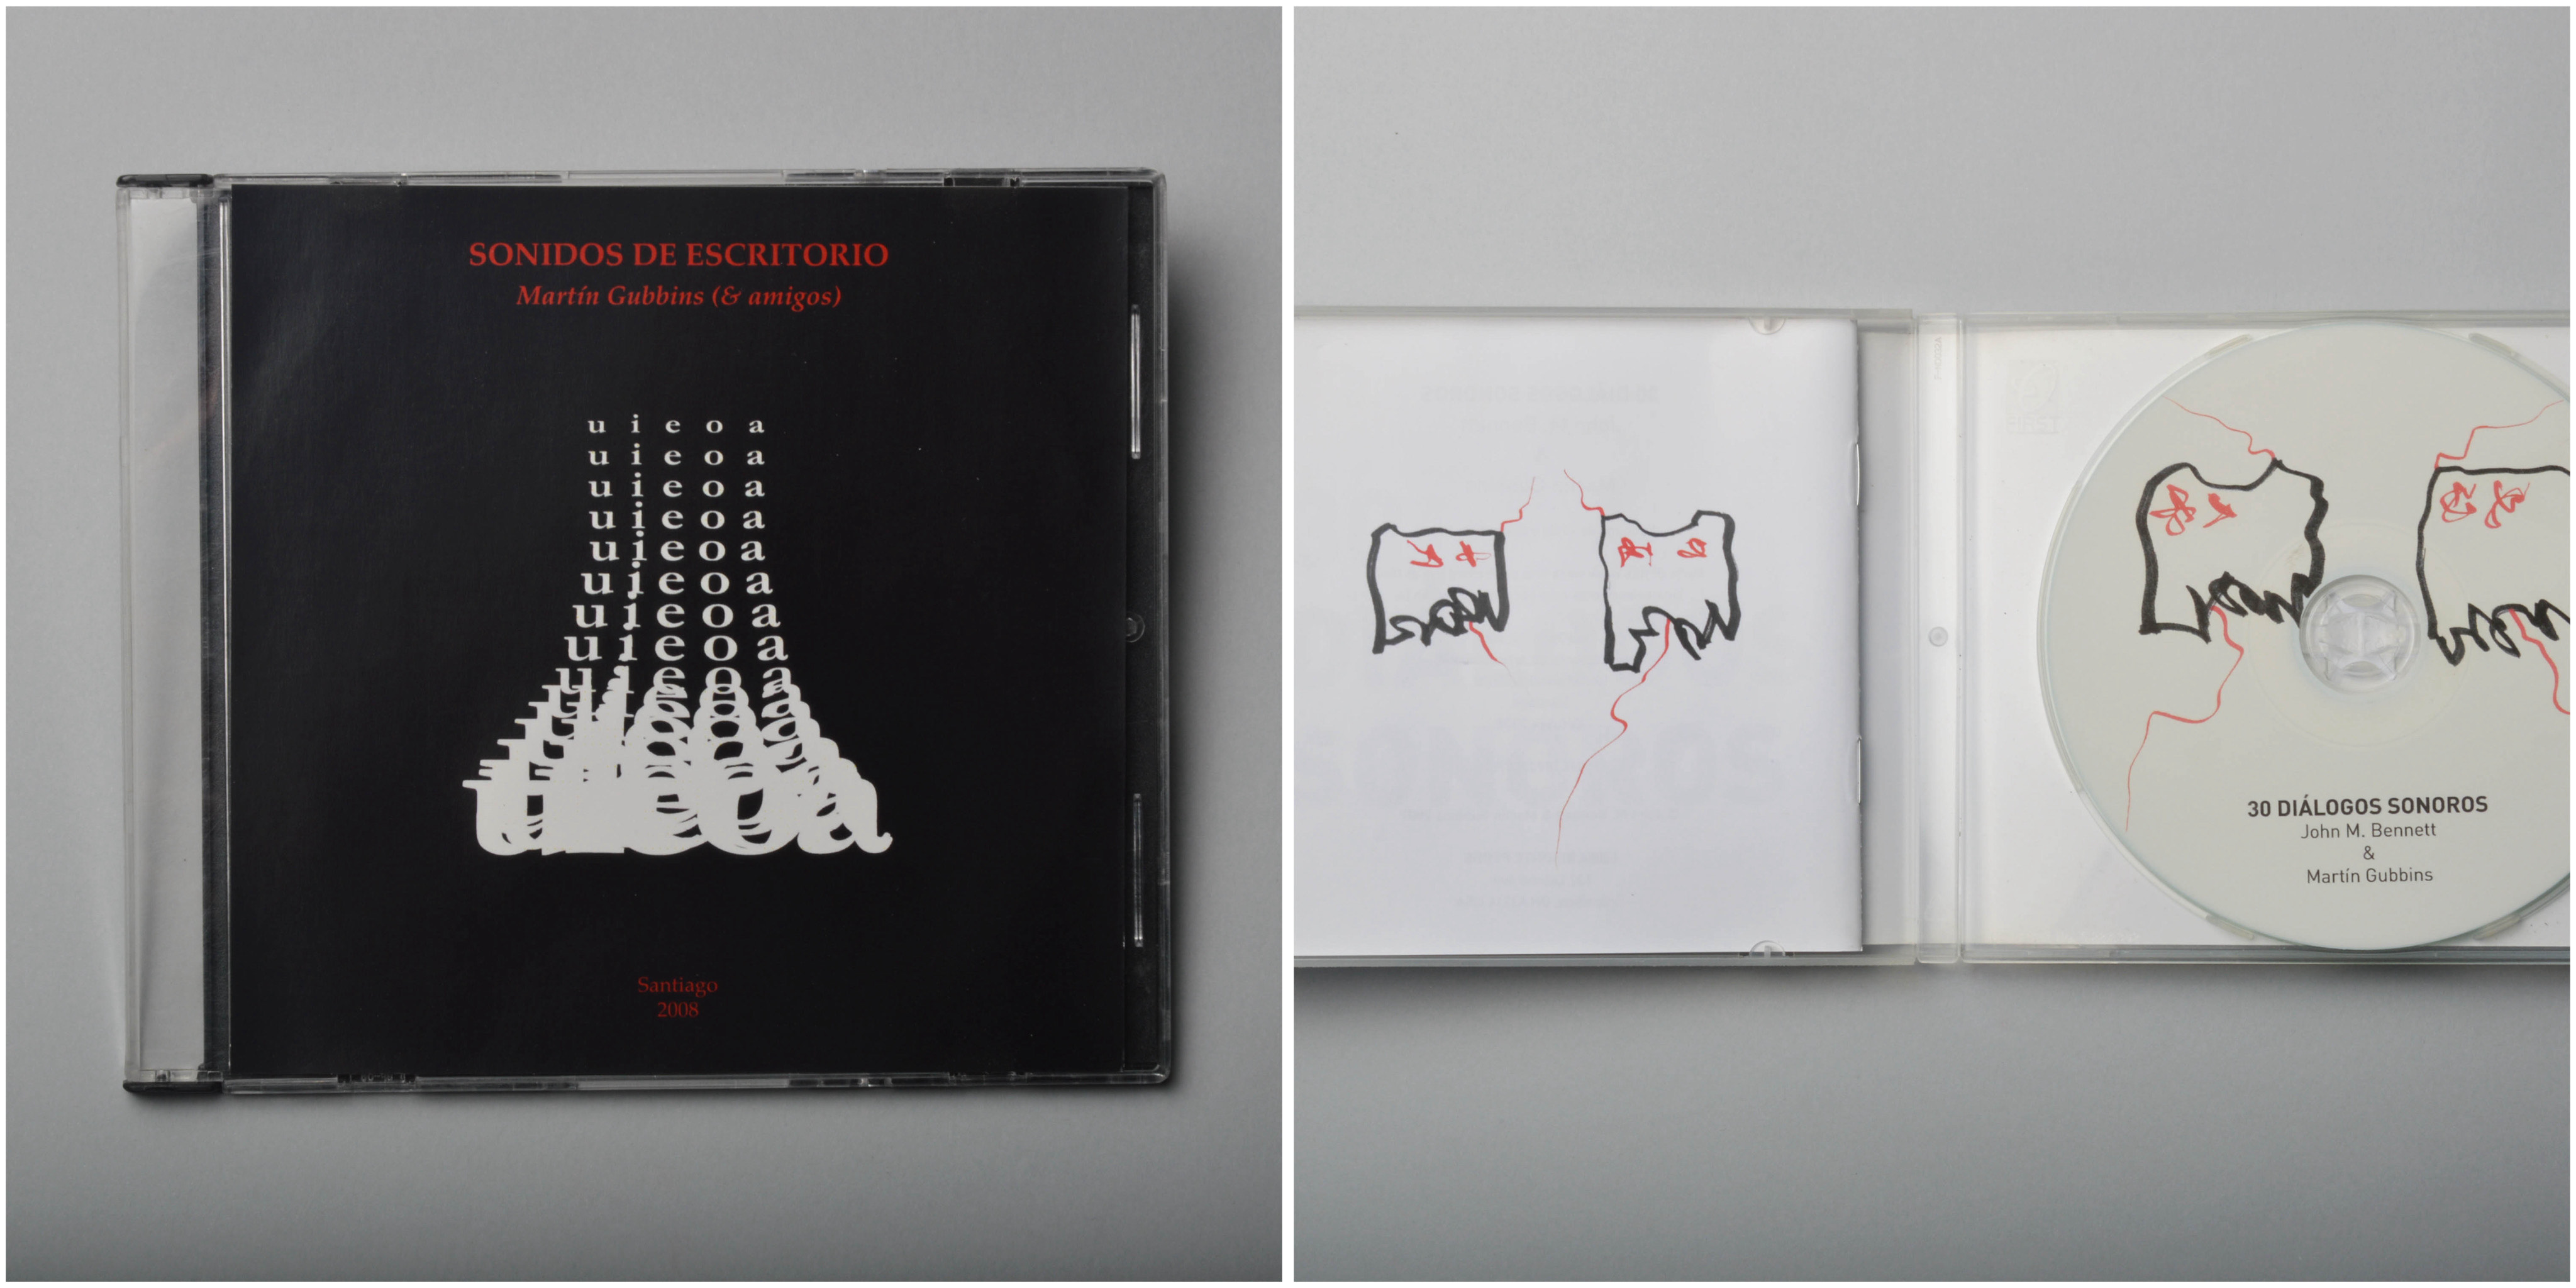 SONIDOS DE ESCRITORIO
Martín Gubbins (& amigos)
u i e o a
u i e o a
u i e o a
u i e o a
u i e o a
u i e o a
u i e o a
u i e o a
u i e o a
Santiago
2008
30 DIÁLOGOS SONOROS
John M. Bennett
&
Martín Gubbins